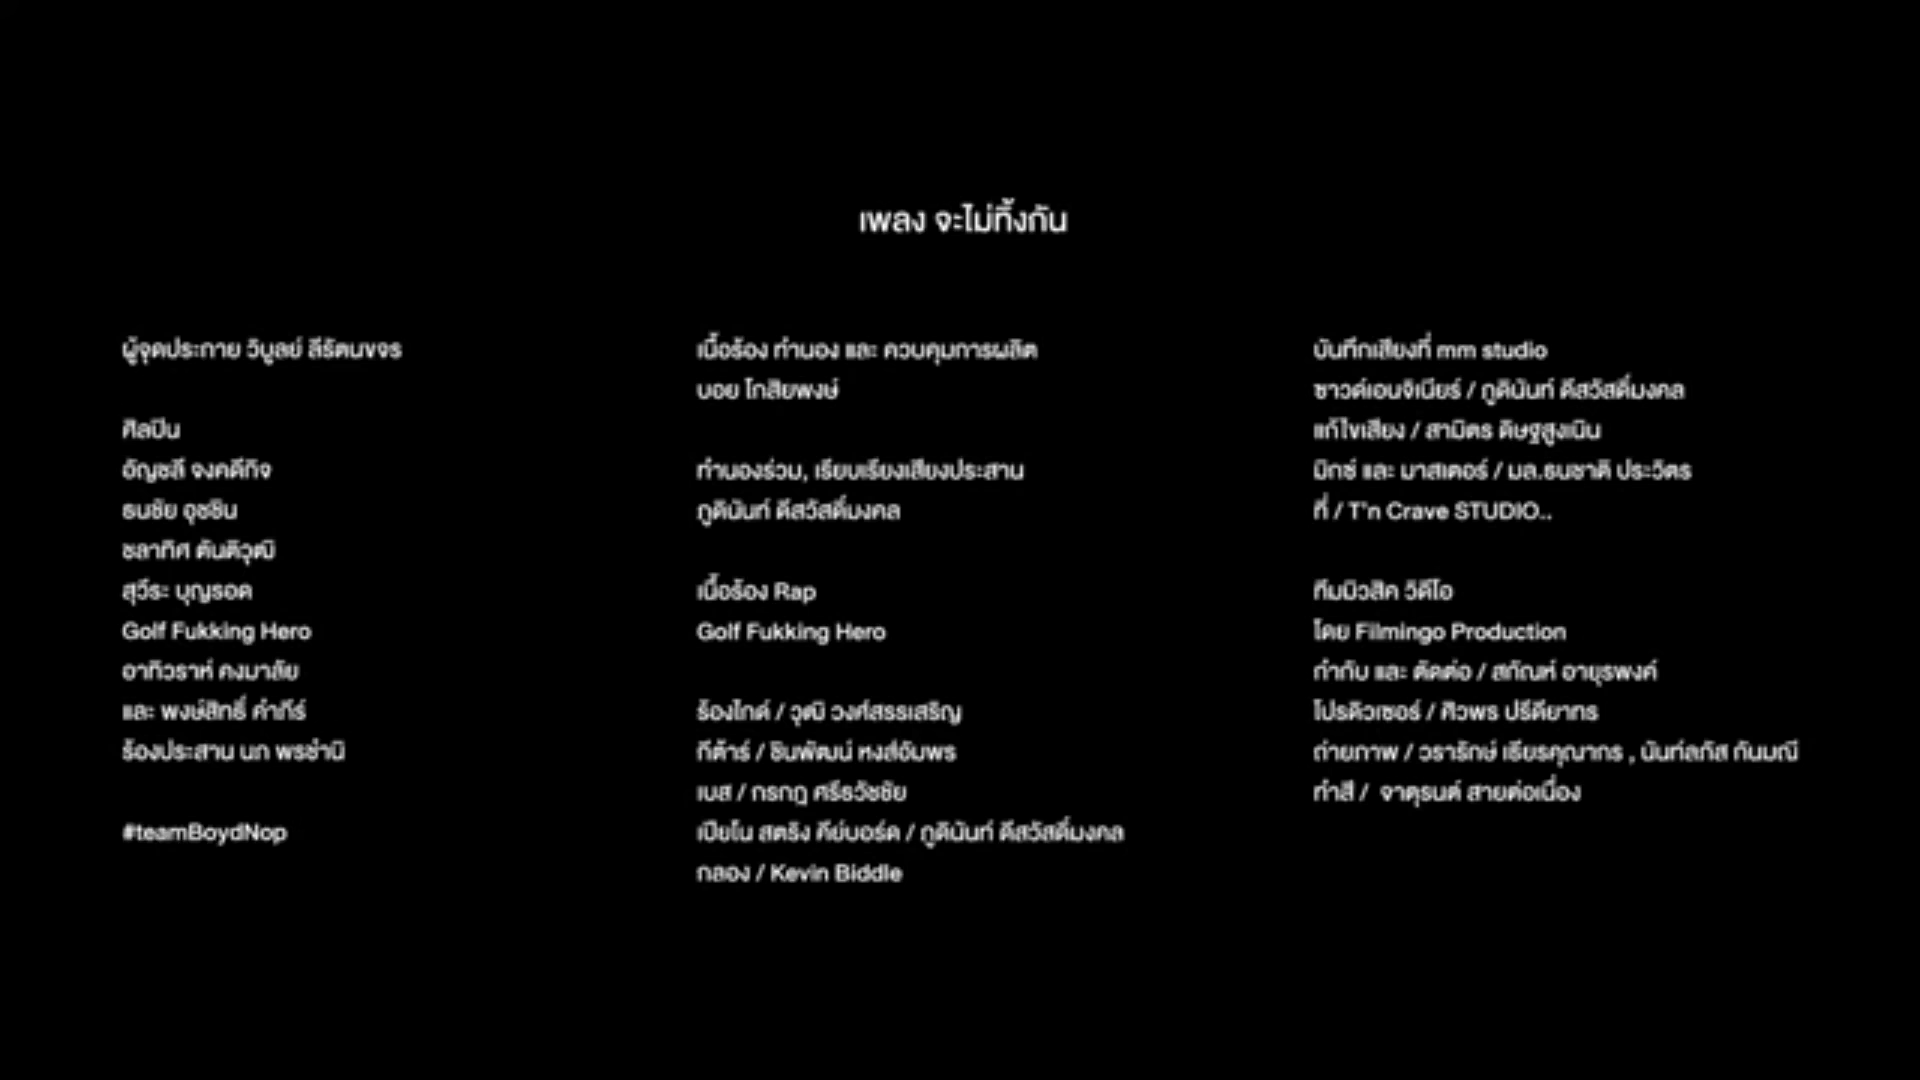 เพลง จะไม่ทิ้งกัน
ผู้จุดประกาย วิบูลย์ ลีรัตนขจร
ศิลปิน
อัญชลี จงคดีกิจ
ธนชัย อุชชิน
ชลาทิศ ตันติวุฒิ
สุวีระ บุญรอด
Golf Fukking Hero
อาทิวราห์ คงมาลัย
และ พงษ์สิทธิ์ คำภีร์
ร้องประสาน นภ พรชำนิ
#teamBoydNop
เนื้อร้อง ทำนอง และ ควบคุมการผลิต
บอย โกสิยพงษ์
ทำนองร่วม, เรียบเรียงเสียงประสาน
ภูดินันท์ ดีสวัสดิ์มงคล
เนื้อร้อง Rap
Golf Fukking Hero
ร้องไกด์ / วุฒิ วงศ์สรรเสริญ
กีต้าร์ / ชินพัฒน์ หงส์อัมพร
เบส / กรกฎ ศรีธวัชชัย
เปียโน สตริง คีย์บอร์ด / ภูดินันท์ ดีสวัสดิ์มงคล
กลอง / Kevin Biddle
บันทึกเสียงที่ mm studio
ซาวด์เอนจิเนียร์ / ภูดินันท์ ดีสวัสดิ์มงคล
แก้ไขเสียง / สามิตร ดิษฐสูงเนิน
มิกซ์ และ มาสเตอร์ / มล.ธนชาติ ประวิตร
ที่ / T'n Crave STUDIO..
ทีมมิวสิค วิดีโอ
โดย Filmingo Production
กำกับ และ ตัดต่อ / สกัณห์ อายุรพงค์
โปรดิวเซอร์ / ศิวพร ปรีดียาทร
ถ่ายภาพ / วรารักษ์ เธียรคุณากร , นันท์ลภัส กันมณี
ทำสี / จาตุรนต์ สายต่อเนื่อง